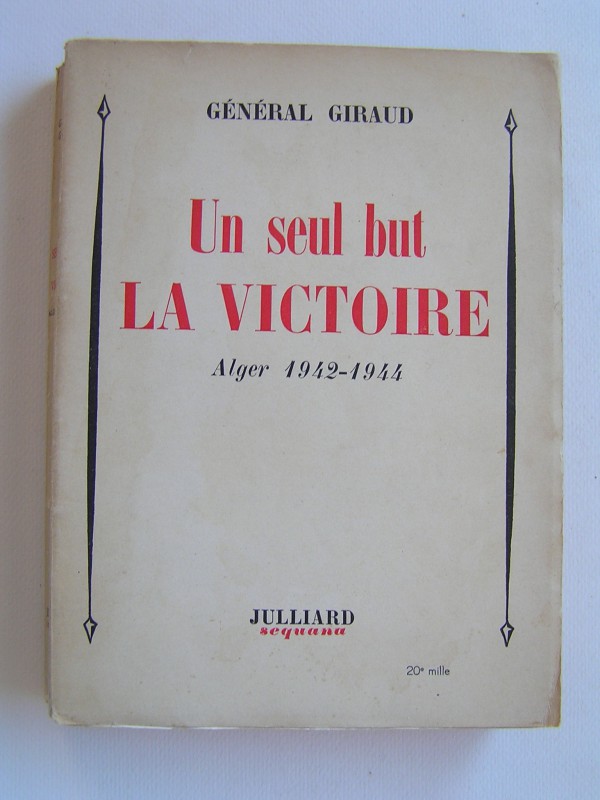 GÉNÉRAL GIRAUD
Un seul but
LA VICTOIRE
Alger 1942-1944
JULLIARD
sequana
20e mille